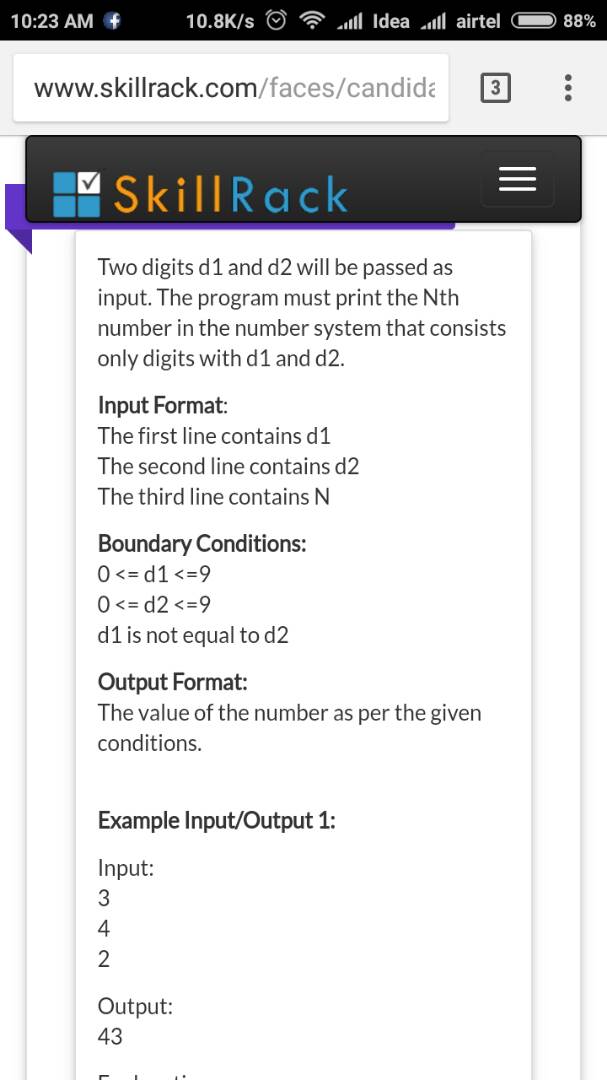 10:23 AM 10.8K/s Idea airtel 88%
www.skillrack.com/faces/candida 3
SkillRack
Two digits d1 and d2 will be passed as
input. The program must print the Nth
number in the number system that consists
only digits with d1 and d2.
Input Format:
The first line contains d1
The second line contains d2
The third line contains N
Boundary Conditions:
0 <= d1 <=9
0 <= d2 <=9
d1 is not equal to d2
Output Format:
The value of the number as per the given
conditions.
Example Input/Output 1:
Input:
3
4
2
Output:
43